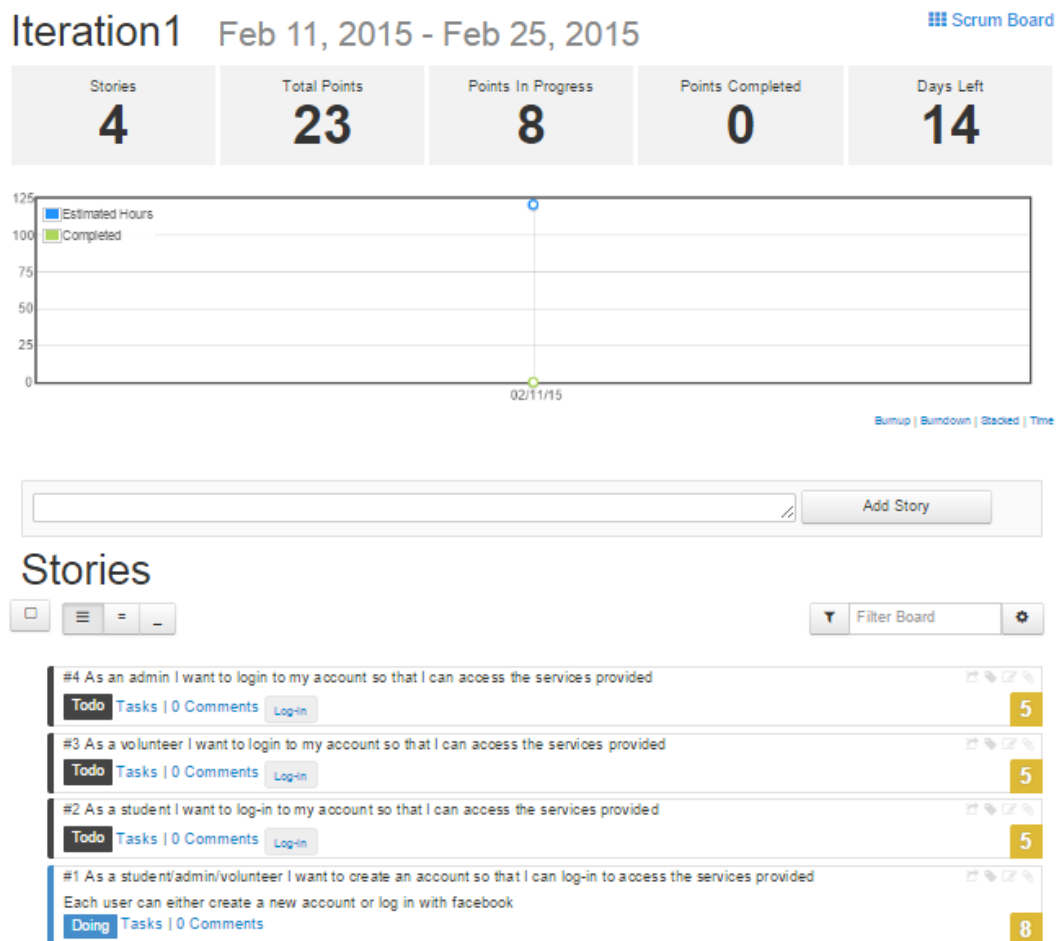 Iteration1 Feb 11, 2015 - Feb 25, 2015
Scrum Board
Stories Total Points Points In Progress Points Completed Days Left
4 23 8 0 14
125
Estimated Hours
100
Completed
75
50
25
0
02/11/15
Burnup | Burndown | Stacked | Time
Add Story
Stories
Filter Board
#4 As an admin I want to login to my account so that I can access the services provided
Todo Tasks | 0 Comments Log-in
5
#3 As a volunteer I want to login to my account so that I can access the services provided
Todo Tasks | 0 Comments Log-in
5
#2 As a student I want to log-in to my account so that I can access the services provided
Todo Tasks | 0 Comments Log-in
5
#1 As a student/admin/volunteer I want to create an account so that I can log-in to access the services provided
Each user can either create a new account or log in with facebook
Doing Tasks | 0 Comments
8